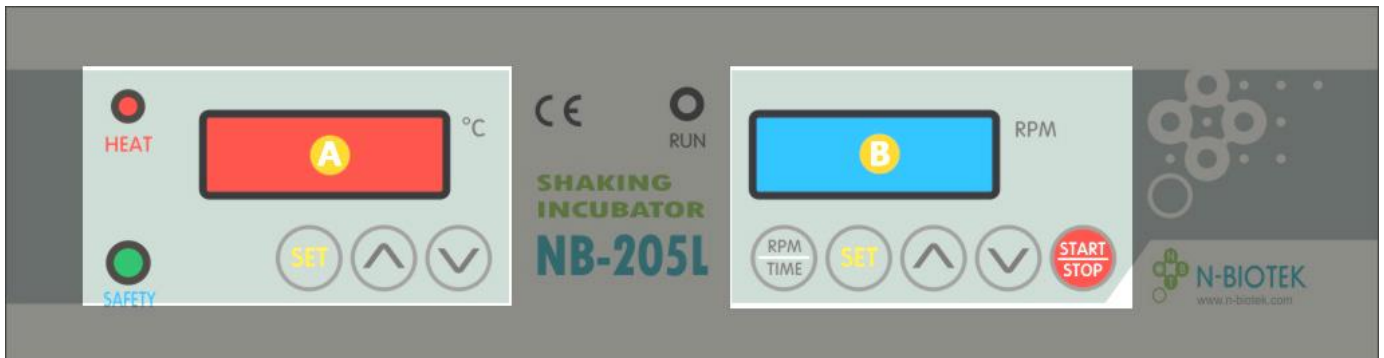 HEAT
A
°C
SET
SAFETY
CE
RUN
SHAKING
INCUBATOR
NB-205L
B
RPM
RPM
TIME
SET
START
STOP
N-BIOTEK
www.n-biotek.com